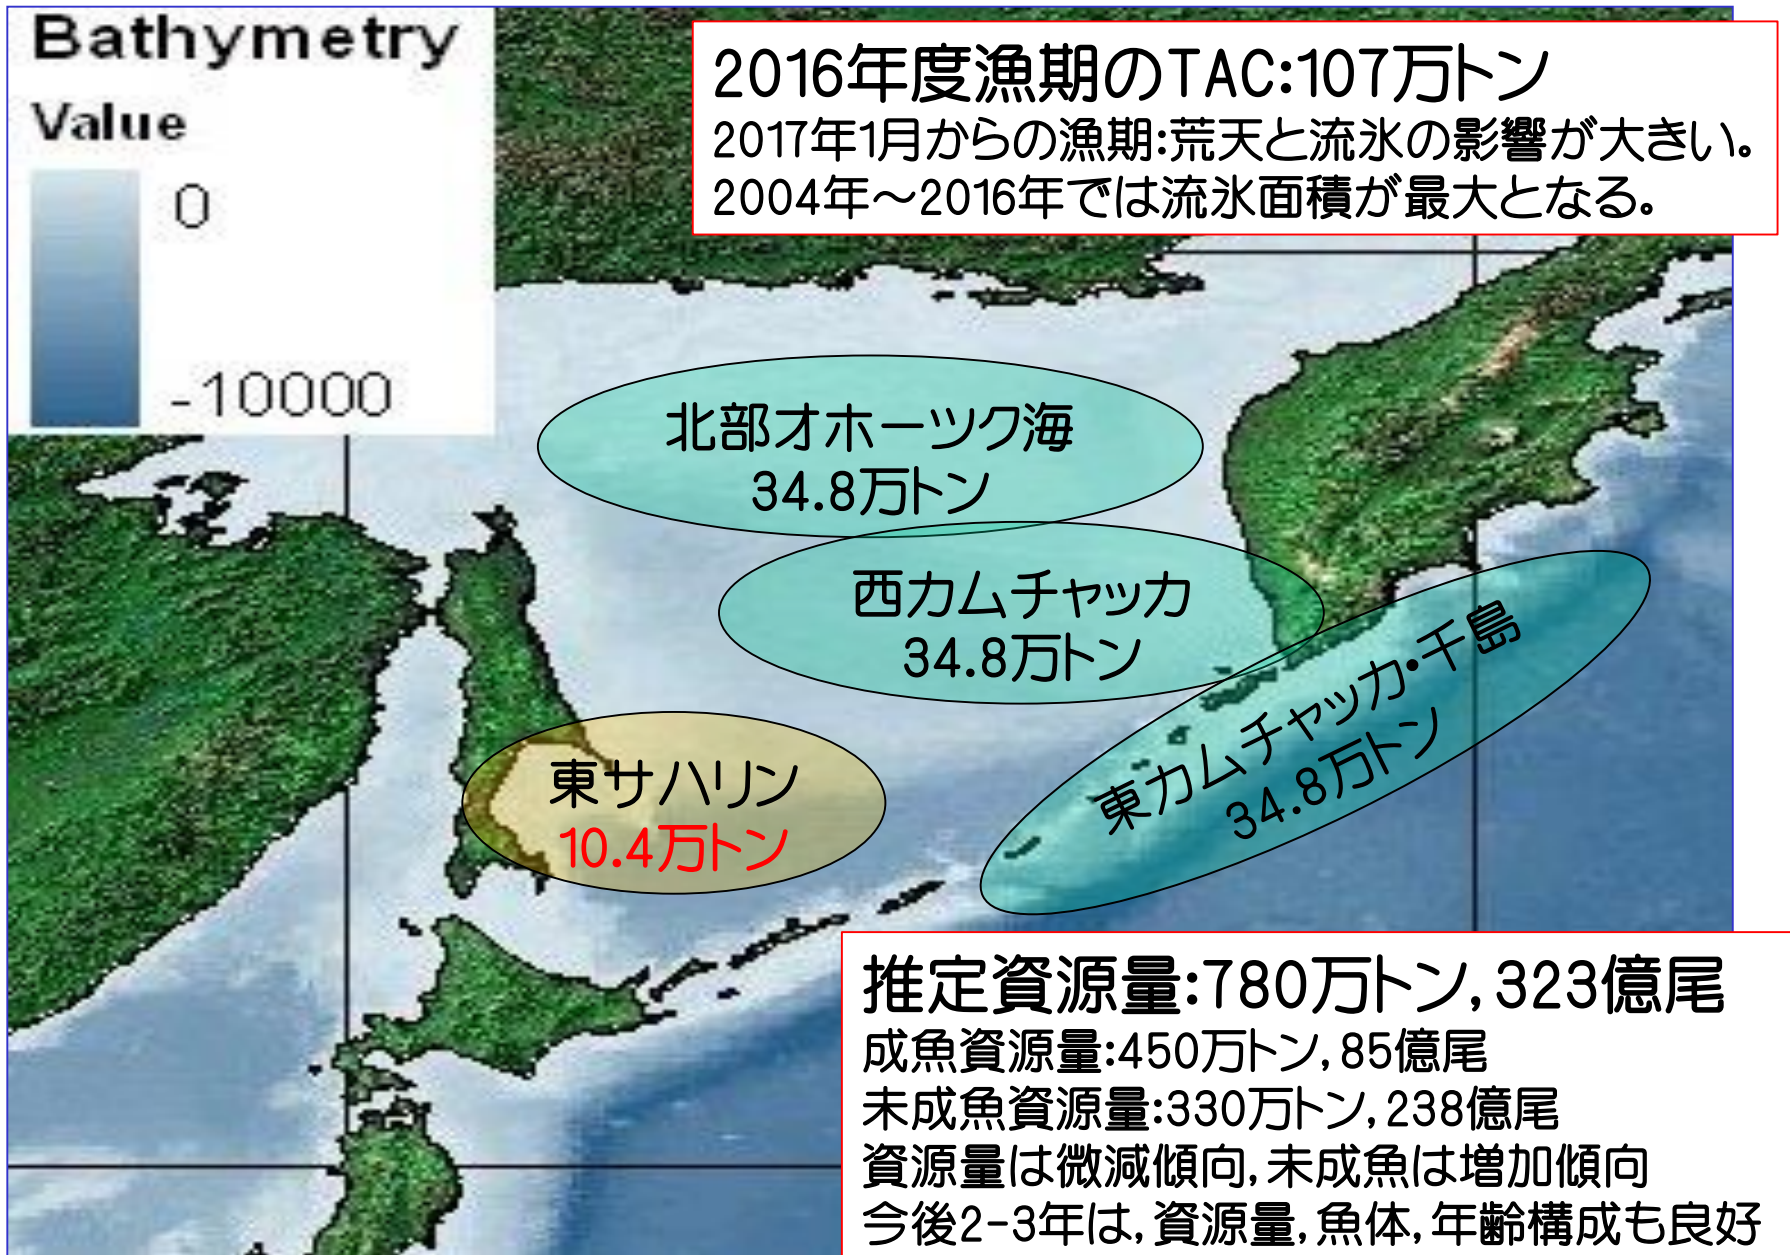 Bathymetry
Value
0
-10000
2016年度漁期のTAC:107万トン
2017年1月からの漁期:荒天と流氷の影響が大きい。
2004年～2016年では流氷面積が最大となる。
北部オホーツク海
34.8万トン
西カムチャッカ
34.8万トン
東カムチャッカ・千島
34.8万トン
東サハリン
10.4万トン
推定資源量:780万トン,323億尾
成魚資源量:450万トン,85億尾
未成魚資源量:330万トン,238億尾
資源量は微減傾向,未成魚は増加傾向
今後2-3年は,資源量,魚体,年齢構成も良好